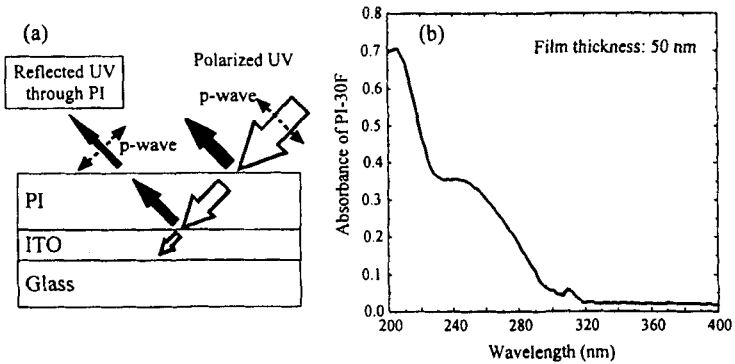 (a)
Polarized UV
Reflected UV
through PI
p-wave
p-wave
PI
ITO
Glass
(b)
Film thickness: 50 nm
Absorbance of PI-30F
0.8
0.7
0.6
0.5
0.4
0.3
0.2
0.1
0.0
200 240 280 320 360 400
Wavelength (nm)